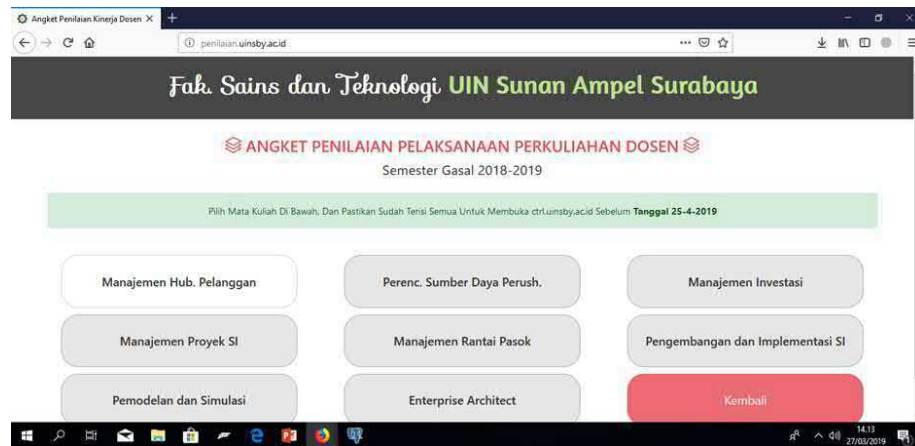 Angket Penilaian Kinerja Dosen
penilaian.uinsby.ac.id
Fak. Sains dan Teknologi UIN Sunan Ampel Surabaya
ANGKET PENILAIAN PELAKSANAAN PERKULIAHAN DOSEN
Semester Gasal 2018-2019
Pilih Mata Kuliah Di Bawah, Dan Pastikan Sudah Terisi Semua Untuk Membuka ctrl.uinsby.ac.id Sebelum Tanggal 25-4-2019
Manajemen Hub. Pelanggan
Perenc. Sumber Daya Perush.
Manajemen Investasi
Manajemen Proyek SI
Manajemen Rantai Pasok
Pengembangan dan Implementasi SI
Pemodelan dan Simulasi
Enterprise Architect
Kembali
14.13
27/03/2019